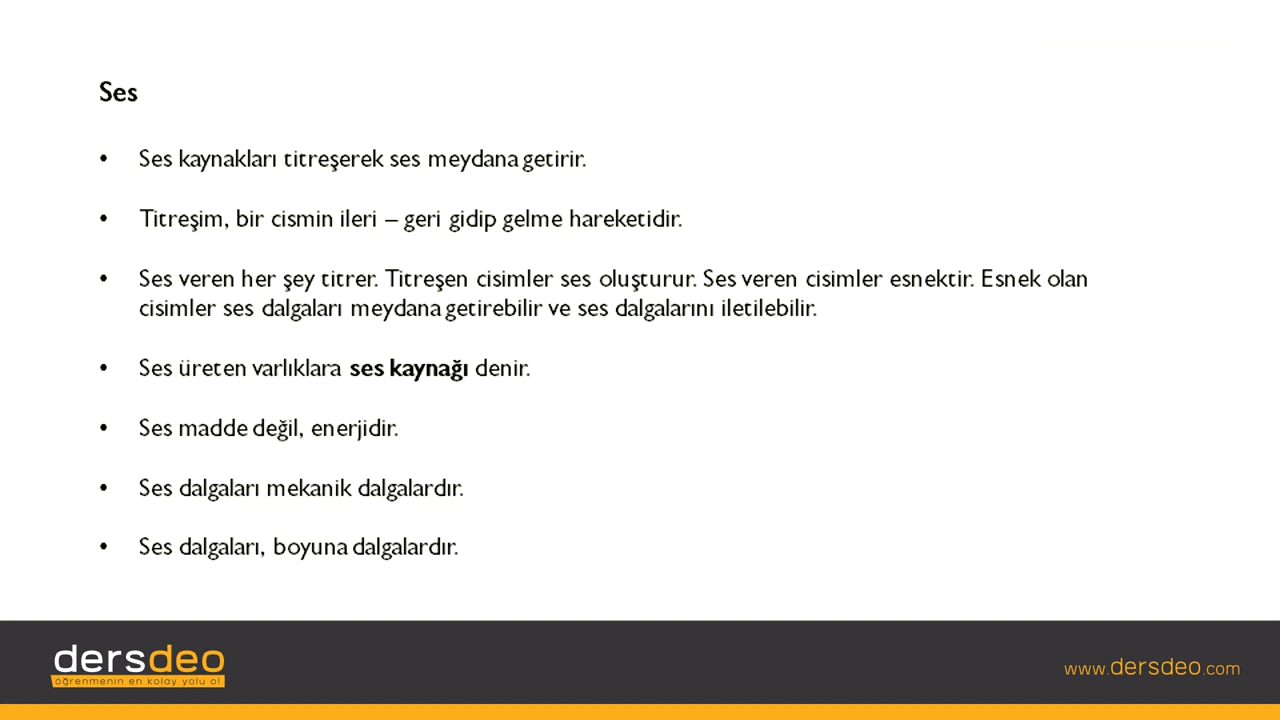 Ses
• Ses kaynakları titreşerek ses meydana getirir.
• Titreşim, bir cismin ileri – geri gidip gelme hareketidir.
• Ses veren her şey titrer. Titreşen cisimler ses oluşturur. Ses veren cisimler esnektir. Esnek olan
cisimler ses dalgaları meydana getirebilir ve ses dalgalarını iletilebilir.
• Ses üreten varlıklara ses kaynağı denir.
• Ses madde değil, enerjidir.
• Ses dalgaları mekanik dalgalardır.
• Ses dalgaları, boyuna dalgalardır.
dersdeo
öğrenmenin en kolay yolu o!
www.dersdeo.com